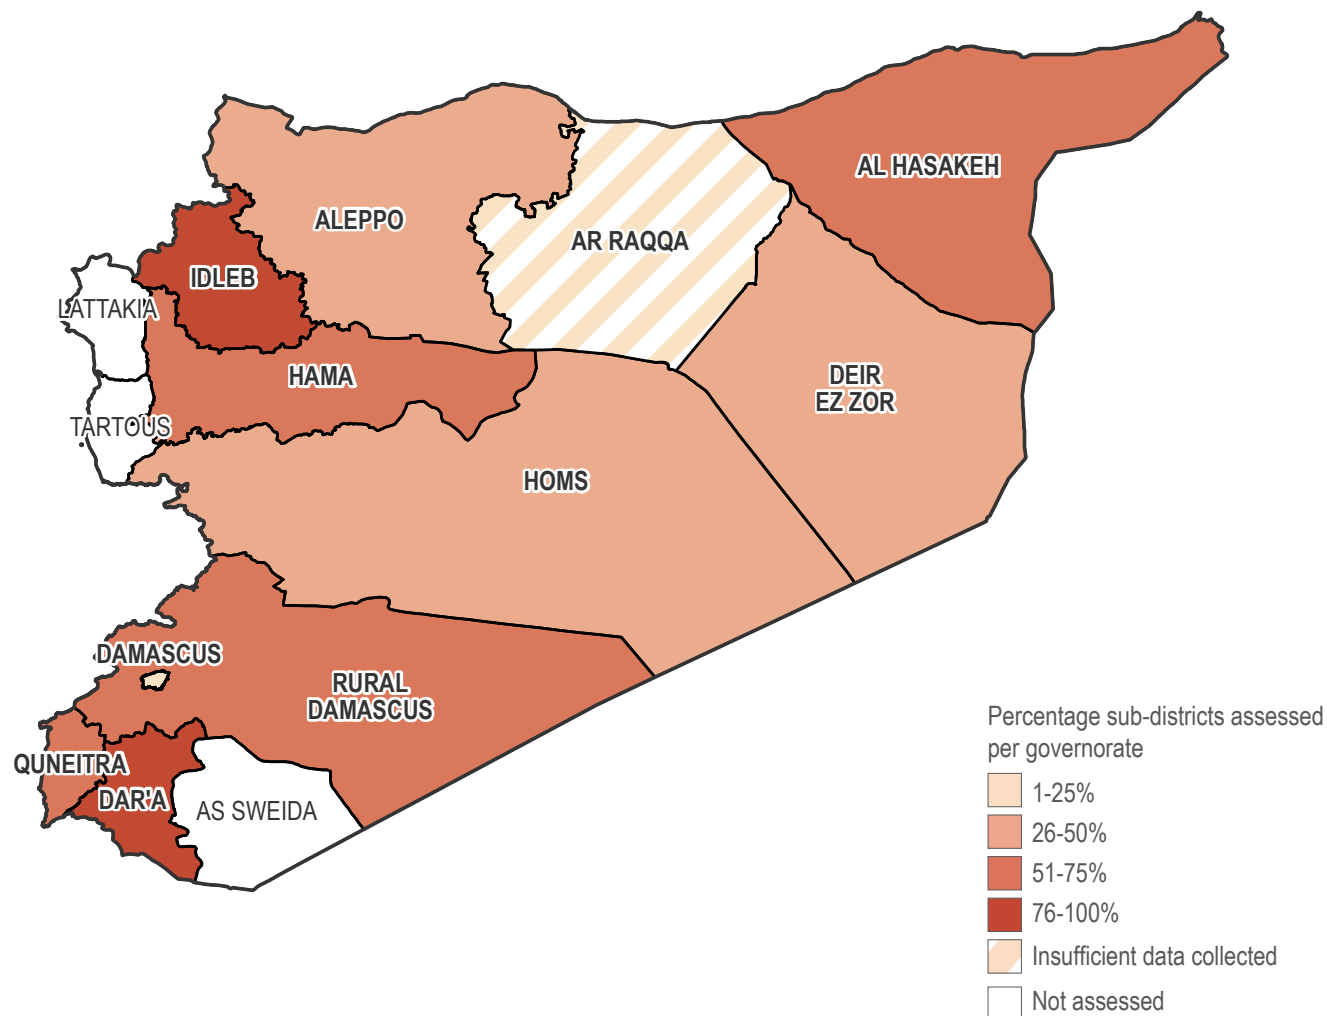 AL HASAKEH
ALEPPO
AR RAQQA
IDLEB
LATTAKIA
HAMA
DEIR
EZ ZOR
TARTOUS
HOMS
DAMASCUS
RURAL
DAMASCUS
QUNEITRA
DAR'A
AS SWEIDA
Percentage sub-districts assessed
per governorate
1-25%
26-50%
51-75%
76-100%
Insufficient data collected
Not assessed